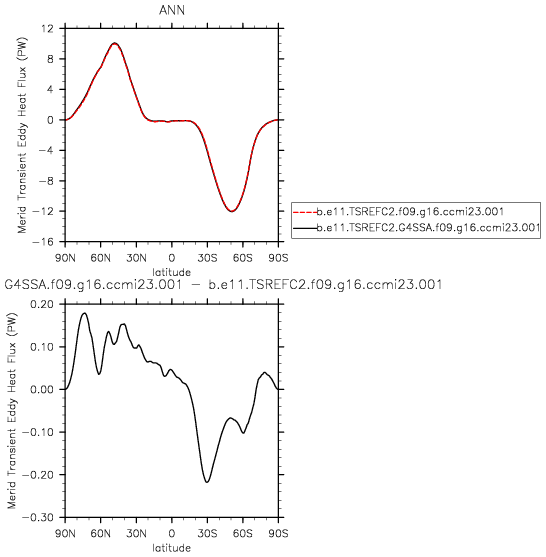 ANN
Merid Transient Eddy Heat Flux (PW)
12
8
4
0
−4
−8
−12
−16
90N 60N 30N 0 30S 60S 90S
latitude
b.e11.TSREFC2.f09.g16.ccmi23.001
b.e11.TSREFC2.G4SSA.f09.g16.ccmi23.001
G4SSA.f09.g16.ccmi23.001 − b.e11.TSREFC2.f09.g16.ccmi23.001
Merid Transient Eddy Heat Flux (PW)
0.20
0.10
0.00
−0.10
−0.20
−0.30
90N 60N 30N 0 30S 60S 90S
latitude